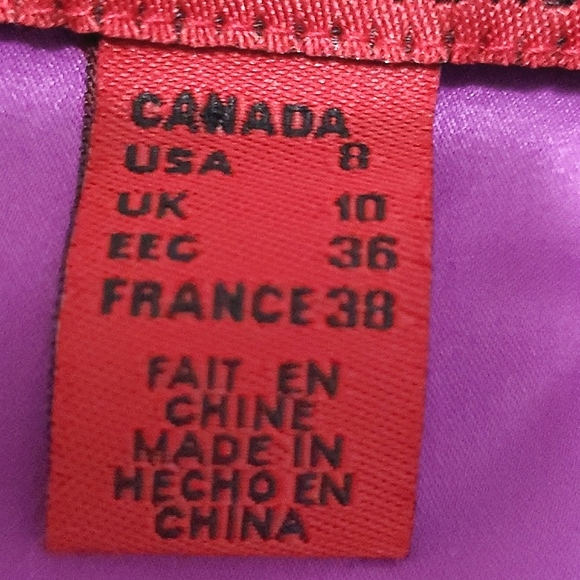 CANADA
USA 8
UK 10
EEC 36
FRANCE 38
FAIT EN
CHINE
MADE IN
HECHO EN
CHINA